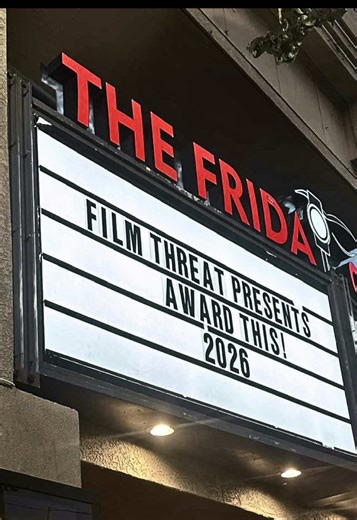 THE FRIDA
FILM THREAT PRESENTS
AWARD THIS!
2026